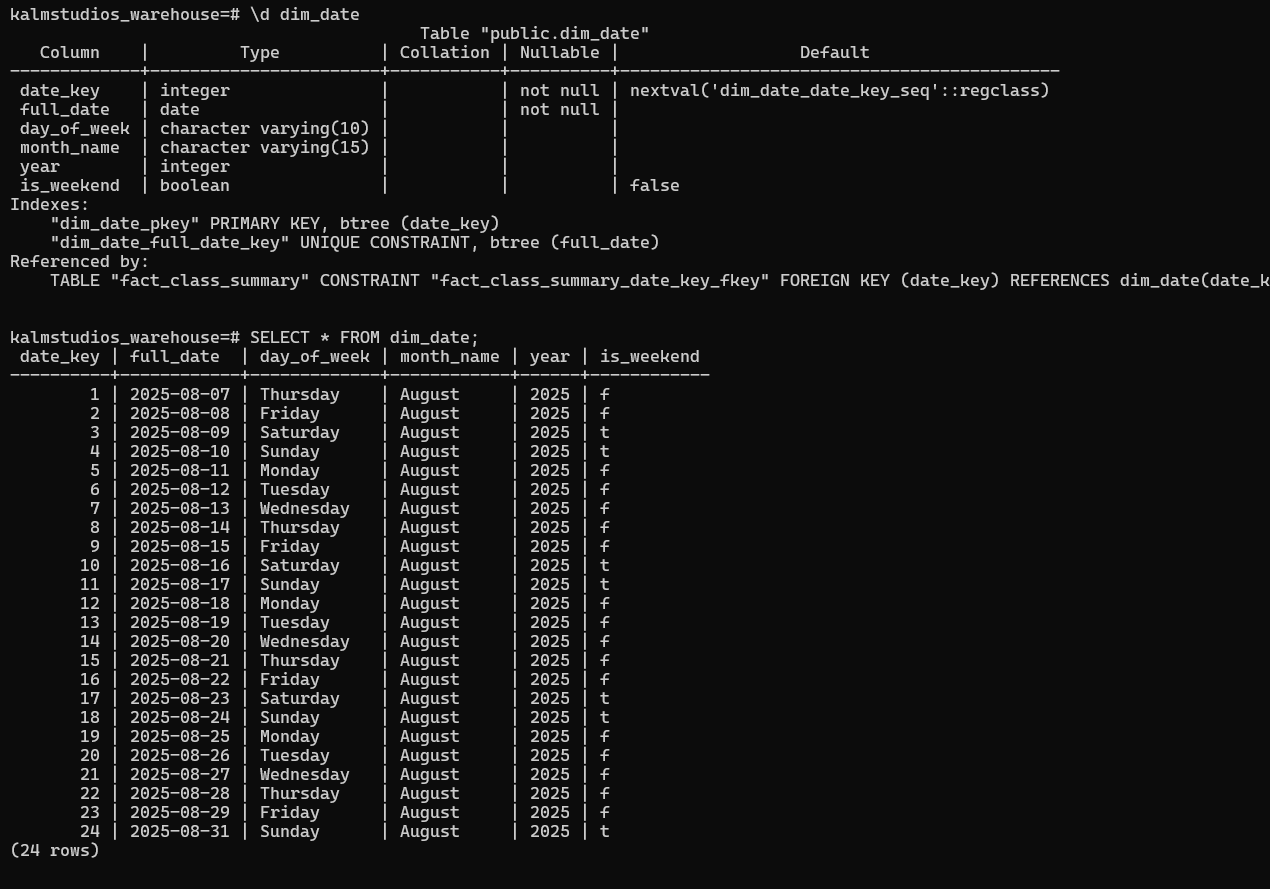 kalmstudios_warehouse=# \d dim_date
                                         Table "public.dim_date"
   Column    |         Type          | Collation | Nullable |                  Default
-------------+-----------------------+-----------+----------+--------------------------------------------
 date_key    | integer               |           | not null | nextval('dim_date_date_key_seq'::regclass)
 full_date   | date                  |           | not null |
 day_of_week | character varying(10) |           |          |
 month_name  | character varying(15) |           |          |
 year        | integer               |           |          |
 is_weekend  | boolean               |           |          | false
Indexes:
    "dim_date_pkey" PRIMARY KEY, btree (date_key)
    "dim_date_full_date_key" UNIQUE CONSTRAINT, btree (full_date)
Referenced by:
    TABLE "fact_class_summary" CONSTRAINT "fact_class_summary_date_key_fkey" FOREIGN KEY (date_key) REFERENCES dim_date(date_k
kalmstudios_warehouse=# SELECT * FROM dim_date;
 date_key | full_date  | day_of_week | month_name | year | is_weekend
----------+------------+-------------+------------+------+------------
        1 | 2025-08-07 | Thursday    | August     | 2025 | f
        2 | 2025-08-08 | Friday      | August     | 2025 | f
        3 | 2025-08-09 | Saturday    | August     | 2025 | t
        4 | 2025-08-10 | Sunday      | August     | 2025 | t
        5 | 2025-08-11 | Monday      | August     | 2025 | f
        6 | 2025-08-12 | Tuesday     | August     | 2025 | f
        7 | 2025-08-13 | Wednesday   | August     | 2025 | f
        8 | 2025-08-14 | Thursday    | August     | 2025 | f
        9 | 2025-08-15 | Friday      | August     | 2025 | f
       10 | 2025-08-16 | Saturday    | August     | 2025 | t
       11 | 2025-08-17 | Sunday      | August     | 2025 | t
       12 | 2025-08-18 | Monday      | August     | 2025 | f
       13 | 2025-08-19 | Tuesday     | August     | 2025 | f
       14 | 2025-08-20 | Wednesday   | August     | 2025 | f
       15 | 2025-08-21 | Thursday    | August     | 2025 | f
       16 | 2025-08-22 | Friday      | August     | 2025 | f
       17 | 2025-08-23 | Saturday    | August     | 2025 | t
       18 | 2025-08-24 | Sunday      | August     | 2025 | t
       19 | 2025-08-25 | Monday      | August     | 2025 | f
       20 | 2025-08-26 | Tuesday     | August     | 2025 | f
       21 | 2025-08-27 | Wednesday   | August     | 2025 | f
       22 | 2025-08-28 | Thursday    | August     | 2025 | f
       23 | 2025-08-29 | Friday      | August     | 2025 | f
       24 | 2025-08-31 | Sunday      | August     | 2025 | t
(24 rows)